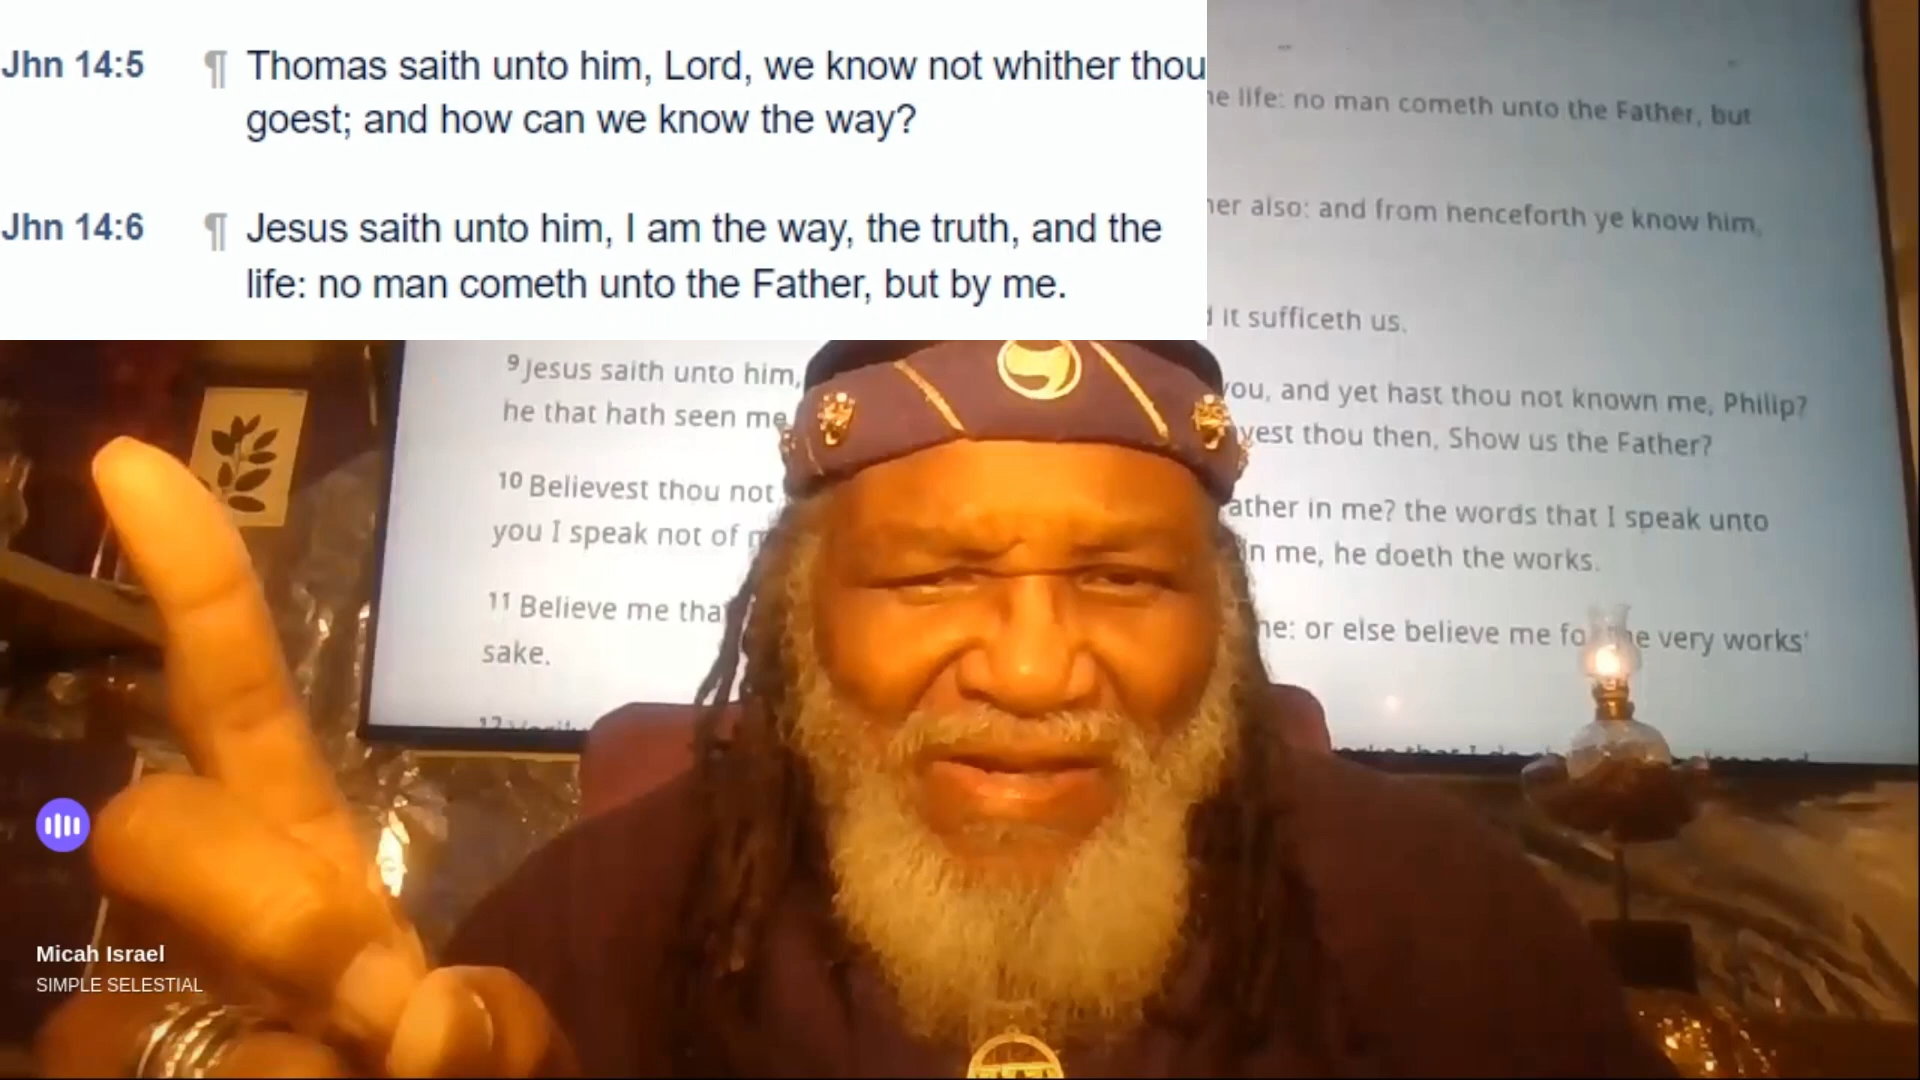 Jhn 14:5 ¶ Thomas saith unto him, Lord, we know not whither thou
goest; and how can we know the way?
Jhn 14:6 ¶ Jesus saith unto him, I am the way, the truth, and the
life: no man cometh unto the Father, but by me.
life: no man cometh unto the Father, but
also: and from henceforth ye know him,
it sufficeth us.
9 Jesus saith unto him, you, and yet hast thou not known me, Philip?
he that hath seen me thou then, Show us the Father?
10 Believest thou not in me? the words that I speak unto
you I speak not of in me, he doeth the works.
11 Believe me or else believe me very works'
sake.
Micah Israel
SIMPLE SELESTIAL